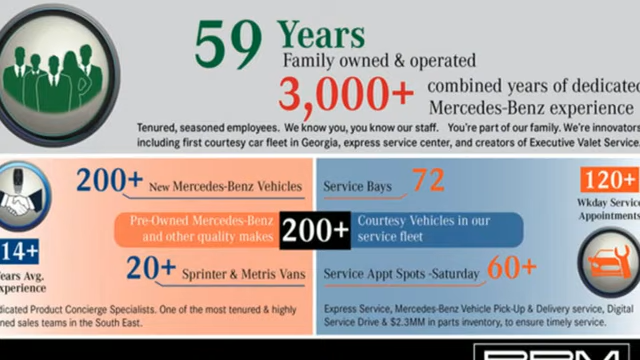 59 Years
Family owned & operated
3,000+ combined years of dedicated
Mercedes-Benz experience
Tenured, seasoned employees. We know you, you know our staff. You're part of our family. We're innovators
including first courtesy car fleet in Georgia, express service center, and creators of Executive Valet Service.
200+ New Mercedes-Benz Vehicles
Service Bays 72
120+
Wkday Service
Appointments
Pre-Owned Mercedes-Benz
and other quality makes
200+
Courtesy Vehicles in our
service fleet
14+
Years Avg.
Experience
20+ Sprinter & Metris Vans
Service Appt Spots -Saturday 60+
dicated Product Concierge Specialists. One of the most tenured & highly
ned sales teams in the South East.
Express Service, Mercedes-Benz Vehicle Pick-Up & Delivery service, Digital
Service Drive & $2.3MM in parts inventory, to ensure timely service.